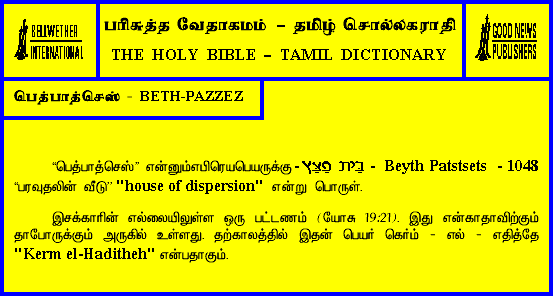 BELLWETHER
INTERNATIONAL
பரிசுத்த வேதாகமம் – தமிழ் சொல்லகராதி
THE HOLY BIBLE – TAMIL DICTIONARY
GOOD NEWS
PUBLISHERS
பெத்பாத்செஸ் - BETH-PAZZEZ
“பெத்பாத்செஸ்” என்னும்எபிரெயபெயருக்கு - בֵּית פַּצֵּץ - Beyth Patstsets - 1048
“பரவுதலின் வீடு” "house of dispersion" என்று பொருள்.
இசக்காரின் எல்லையிலுள்ள ஒரு பட்டணம் (யோசு 19:21). இது என்காதாவிற்கும்
தாபோருக்கும் அருகில் உள்ளது. தற்காலத்தில் இதன் பெயர் கெர்ம் - எல் - எதித்தே
"Kerm el-Haditheh" என்பதாகும்.